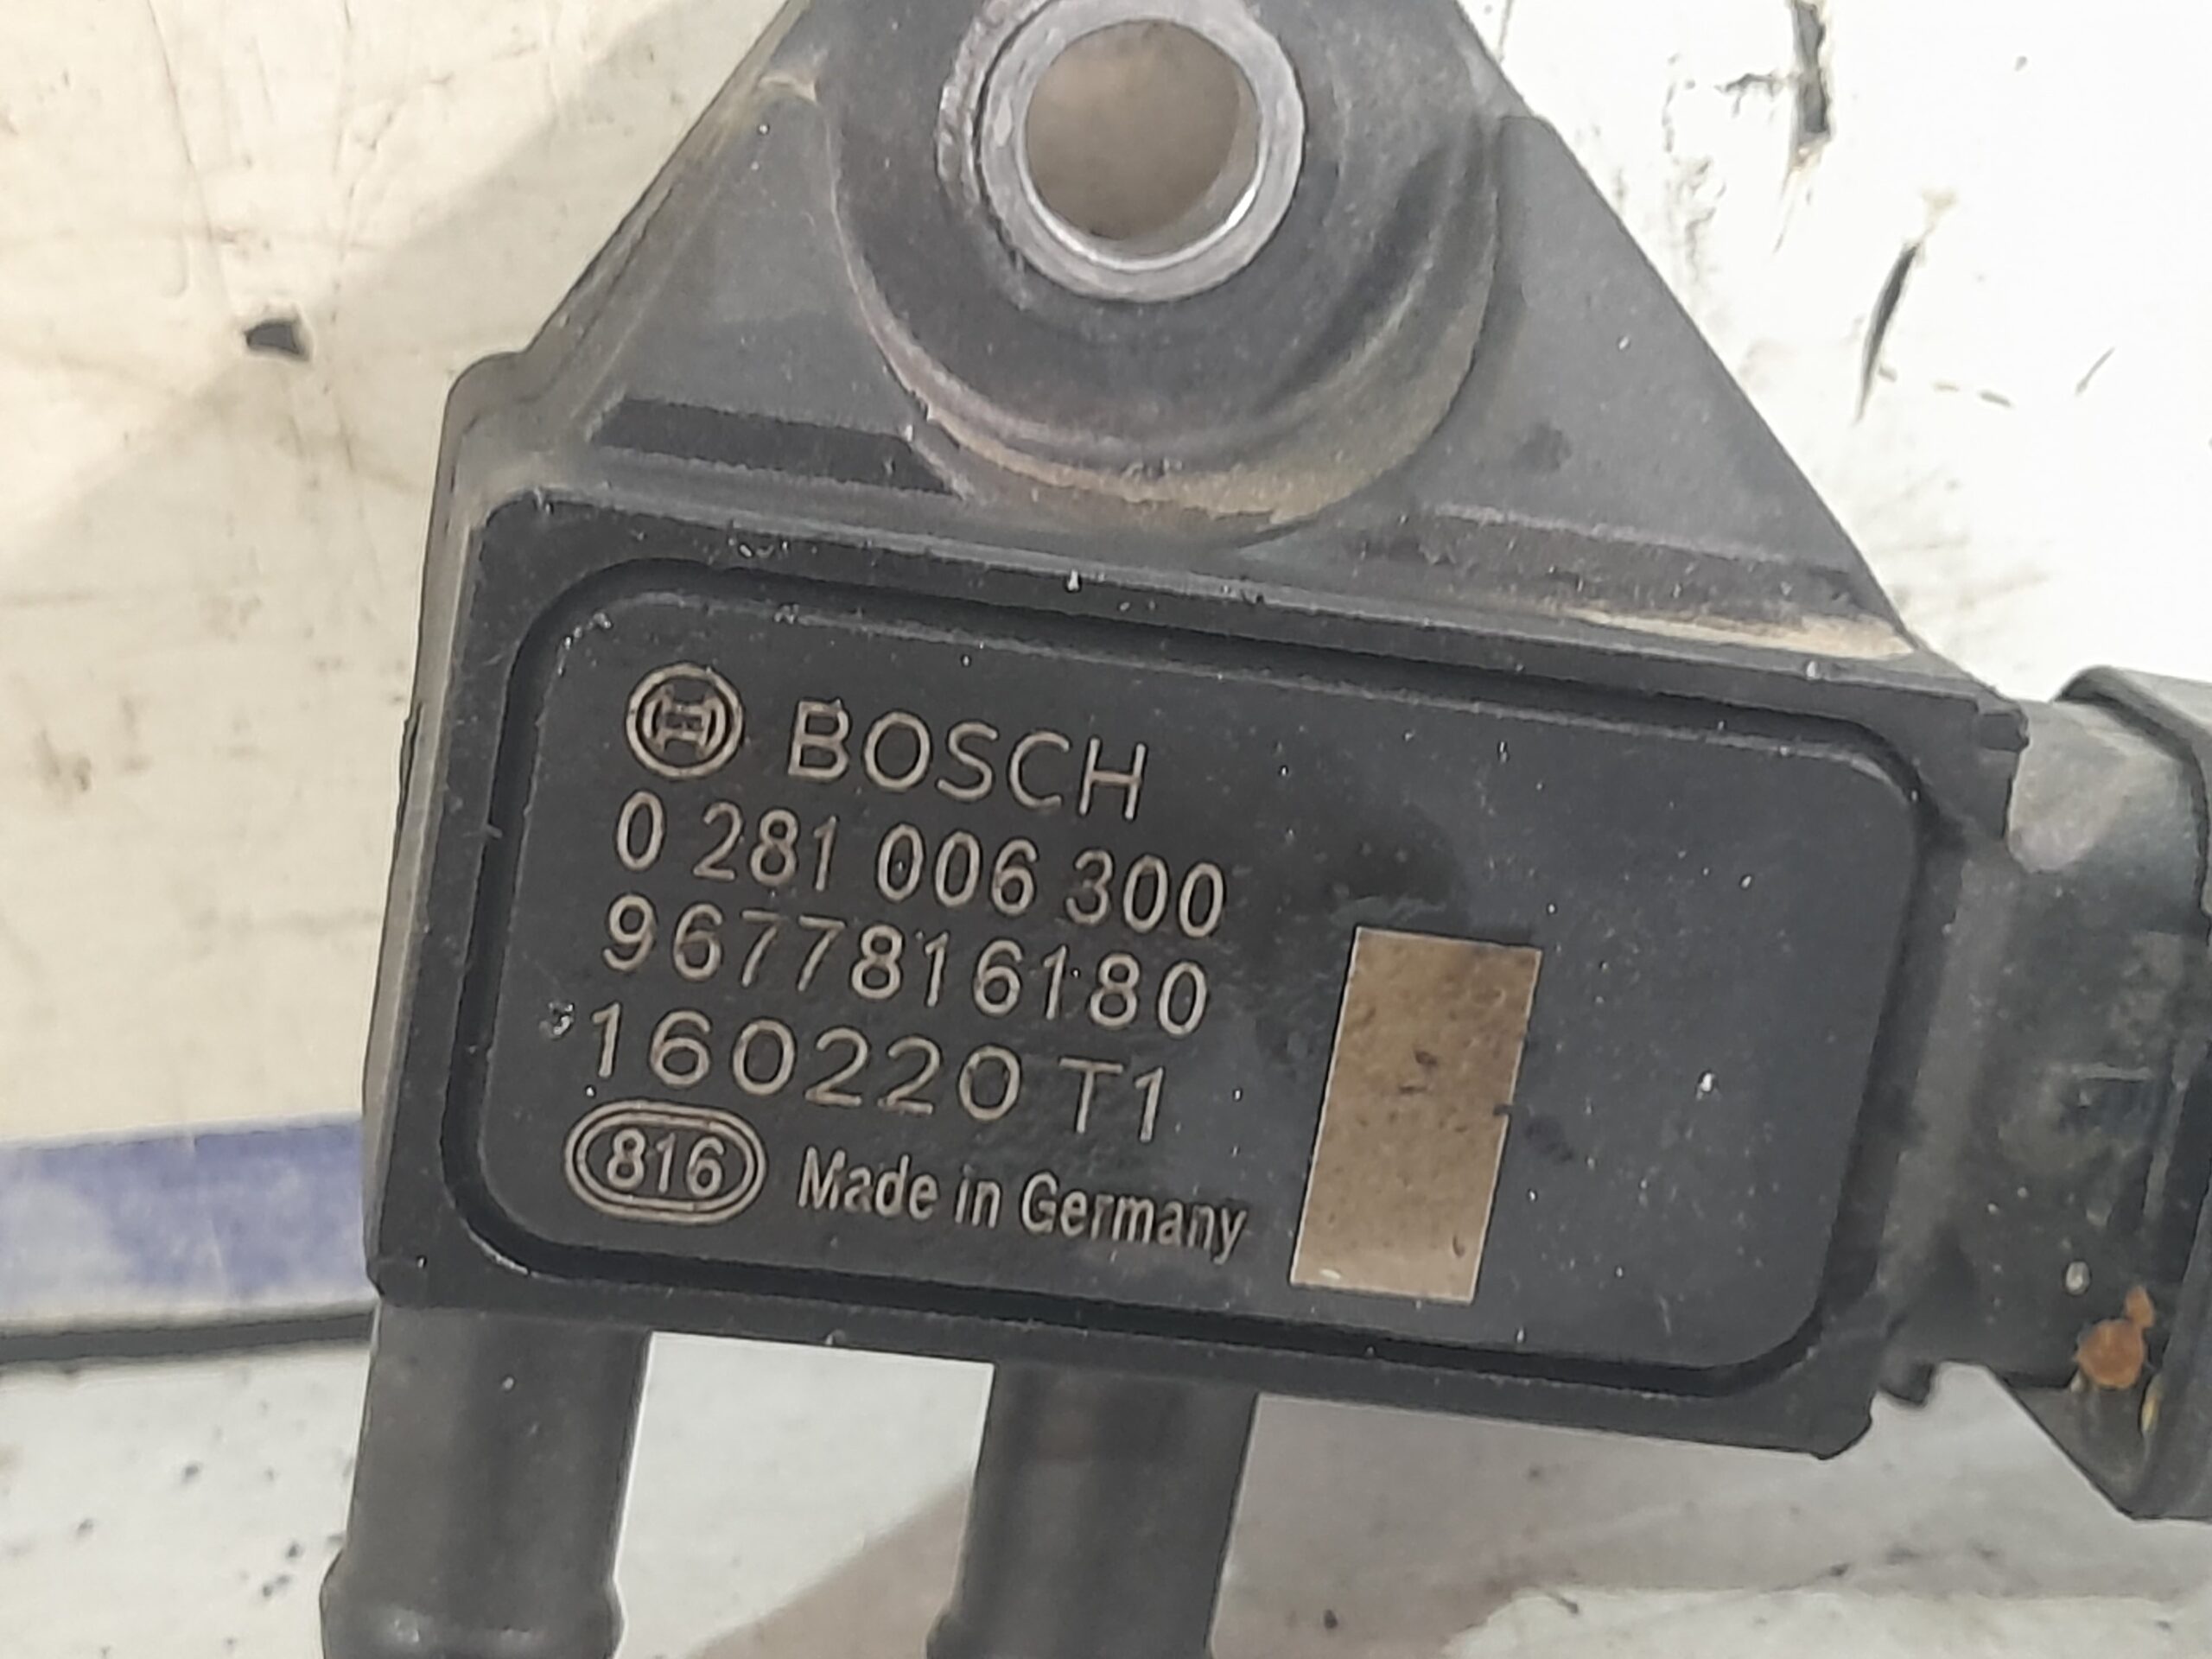 BOSCH
0 281 006 300
9677816180
160220 T1
816 Made in Germany